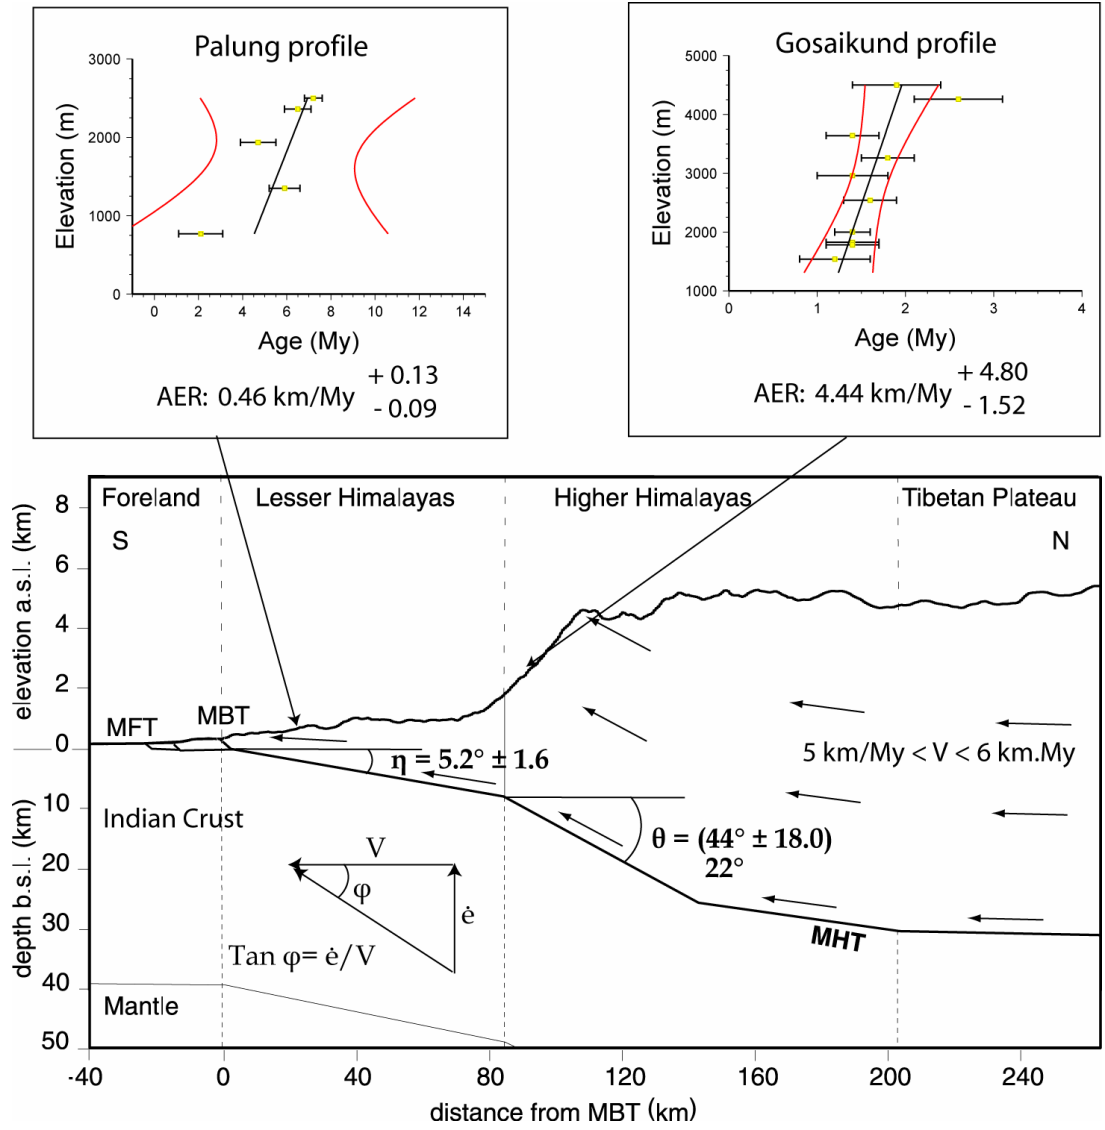 Palung profile
3000
2000
1000
0
Elevation (m)
0 2 4 6 8 10 12 14
Age (My)
AER: 0.46 km/My + 0.13 - 0.09
Gosaikund profile
5000
4000
3000
2000
1000
Elevation (m)
0 1 2 3 4
Age (My)
AER: 4.44 km/My + 4.80 - 1.52
Foreland Lesser Himalayas Higher Himalayas Tibetan Plateau
S N
8
6
4
2
0
elevation a.s.l. (km)
MFT MBT
η = 5.2° ± 1.6
5 km/My < V < 6 km.My
10
20
30
40
50
depth b.s.l. (km)
Indian Crust
θ = (44° ± 18.0)
22°
V
φ
ė
Tan φ= ė/V
MHT
Mantle
-40 0 40 80 120 160 200 240
distance from MBT (km)